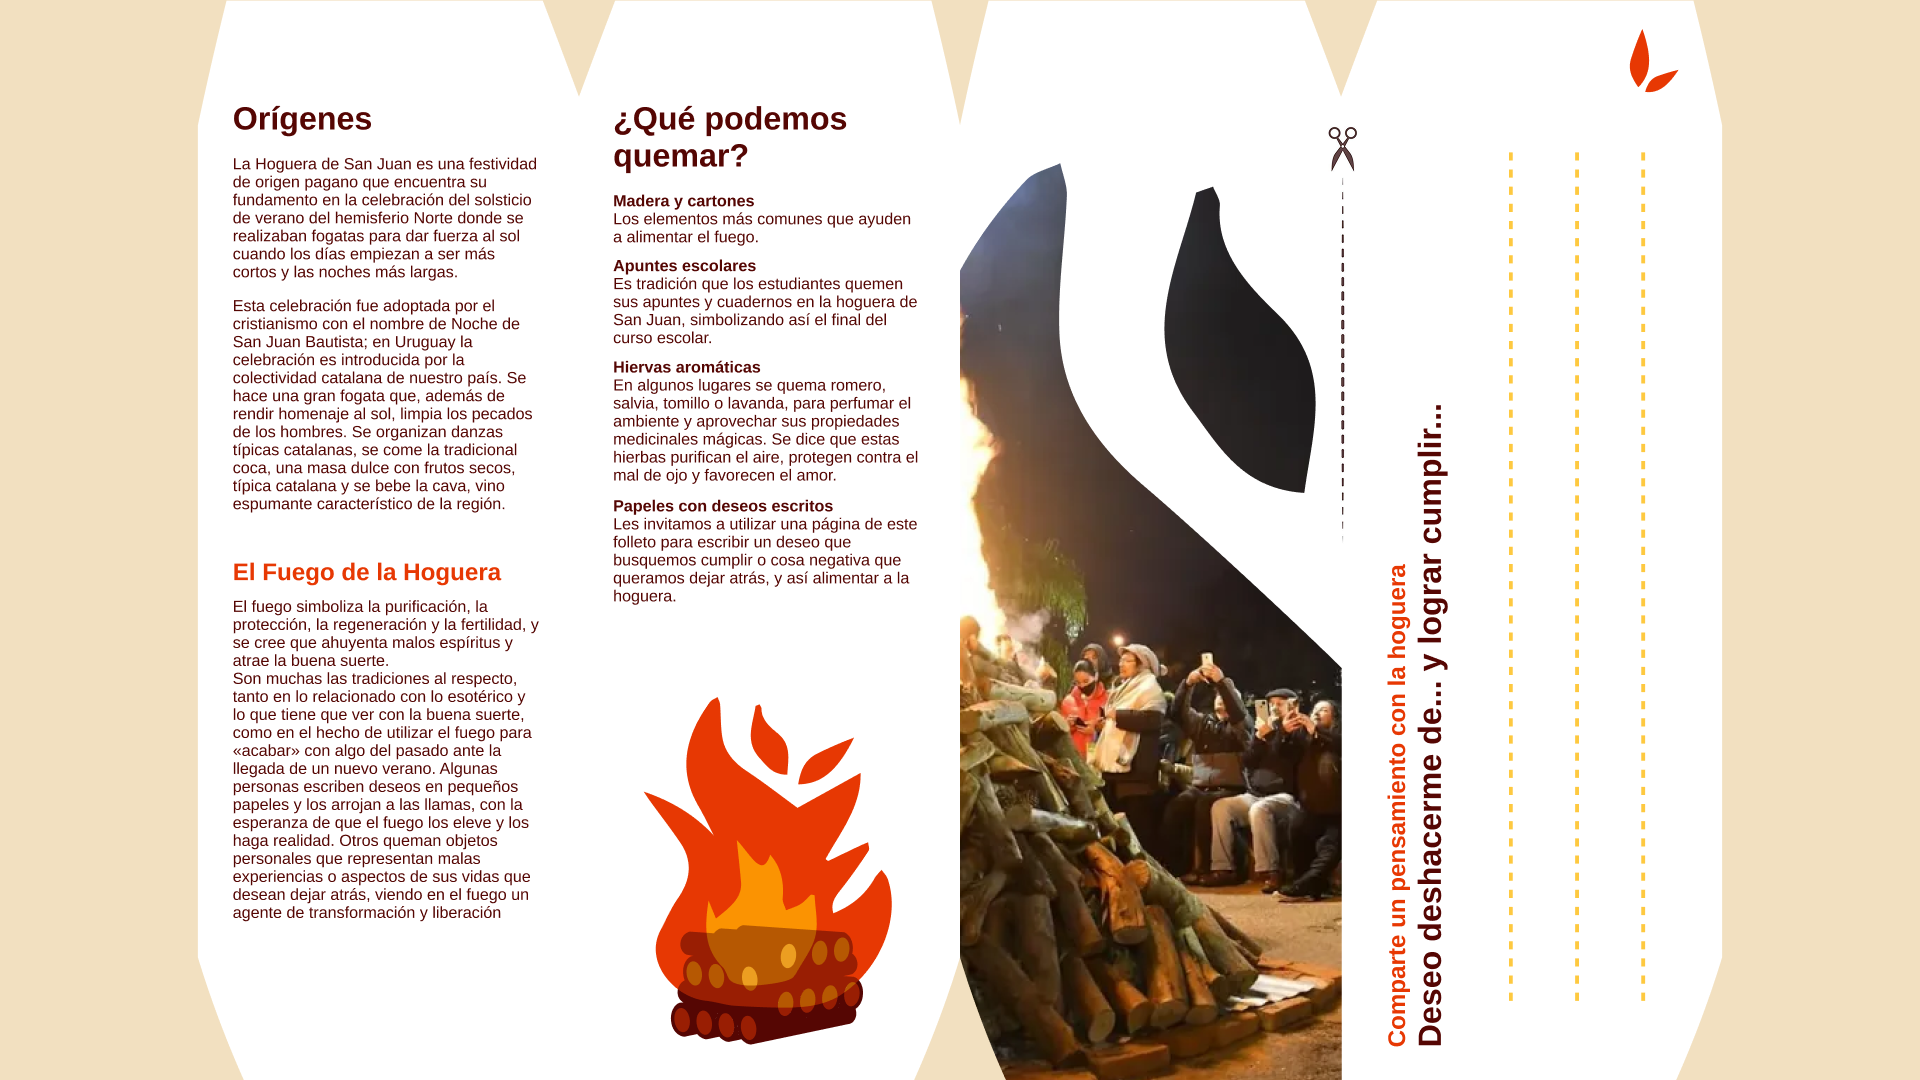 Orígenes
La Hoguera de San Juan es una festividad
de origen pagano que encuentra su
fundamento en la celebración del solsticio
de verano del hemisferio Norte donde se
realizaban fogatas para dar fuerza al sol
cuando los días empiezan a ser más
cortos y las noches más largas.
Esta celebración fue adoptada por el
cristianismo con el nombre de Noche de
San Juan Bautista; en Uruguay la
celebración es introducida por la
colectividad catalana de nuestro país. Se
hace una gran fogata que, además de
rendir homenaje al sol, limpia los pecados
de los hombres. Se organizan danzas
típicas catalanas, se come la tradicional
coca, una masa dulce con frutos secos,
típica catalana y se bebe la cava, vino
espumante característico de la región.
El Fuego de la Hoguera
El fuego simboliza la purificación, la
protección, la regeneración y la fertilidad, y
se cree que ahuyenta malos espíritus y
atrae la buena suerte.
Son muchas las tradiciones al respecto,
tanto en lo relacionado con lo esotérico y
lo que tiene que ver con la buena suerte,
como en el hecho de utilizar el fuego para
«acabar» con algo del pasado ante la
llegada de un nuevo verano. Algunas
personas escriben deseos en pequeños
papeles y los arrojan a las llamas, con la
esperanza de que el fuego los eleve y los
haga realidad. Otros queman objetos
personales que representan malas
experiencias o aspectos de sus vidas que
desean dejar atrás, viendo en el fuego un
agente de transformación y liberación
¿Qué podemos
quemar?
Madera y cartones
Los elementos más comunes que ayuden
a alimentar el fuego.
Apuntes escolares
Es tradición que los estudiantes quemen
sus apuntes y cuadernos en la hoguera de
San Juan, simbolizando así el final del
curso escolar.
Hiervas aromáticas
En algunos lugares se quema romero,
salvia, tomillo o lavanda, para perfumar el
ambiente y aprovechar sus propiedades
medicinales mágicas. Se dice que estas
hierbas purifican el aire, protegen contra el
mal de ojo y favorecen el amor.
Papeles con deseos escritos
Les invitamos a utilizar una página de este
folleto para escribir un deseo que
busquemos cumplir o cosa negativa que
queramos dejar atrás, y así alimentar a la
hoguera.
Comparte un pensamiento con la hoguera
Deseo deshacerme de... y lograr cumplir...